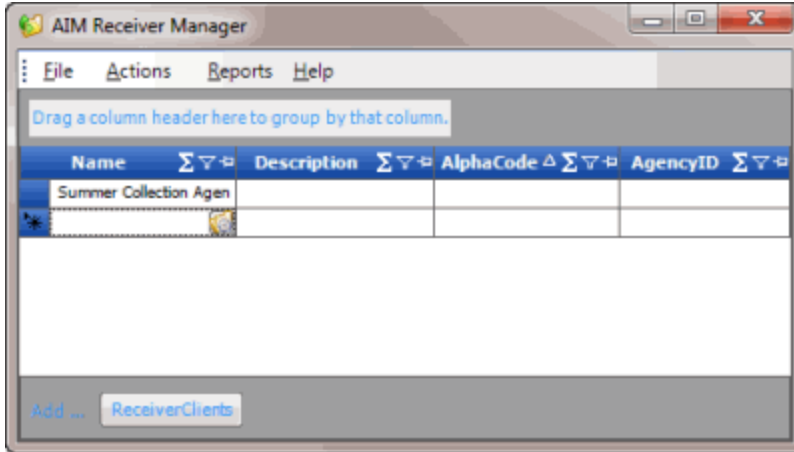 AIM Receiver Manager
File Actions Reports Help
Drag a column header here to group by that column.
Name Σ Description Σ AlphaCode Σ AgencyID Σ
Summer Collection Agen
Add ... ReceiverClients